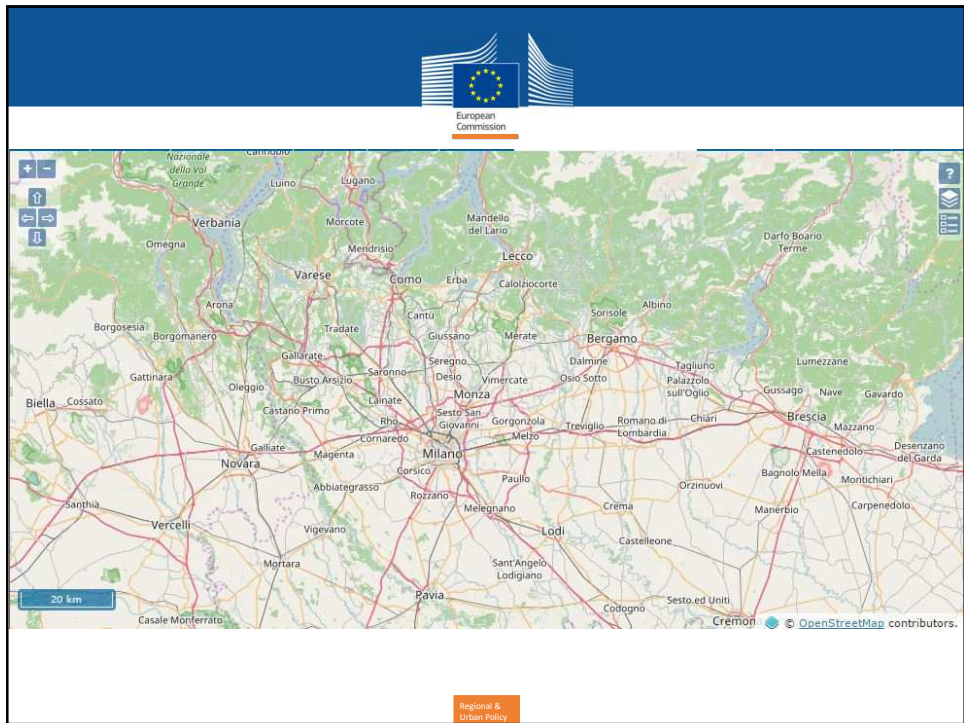 European
Commission
+ -
?
Nazionale
della Val
Grande
Luino
Lugano
Verbania
Morcote
Mandello
del Lario
Omegna
Mendrisio
Darfo Boario
Terme
Lecco
Varese
Como
Erba
Calolziocorte
Arona
Albino
Cantù
Sorisole
Borgosesia
Borgomanero
Tradate
Giussano
Merate
Bergamo
Gallarate
Seregno
Dalmine
Lumezzane
Gattinara
Saronno
Desio
Vimercate
Osio Sotto
Tagliuno
Palazzolo
sull'Oglio
Oleggio
Busto Arsizio
Monza
Gussago
Nave
Gavardo
Biella
Cossato
Lainate
Castano Primo
Sesto San
Giovanni
Rho
Gorgonzola
Treviglio
Romano di
Lombardia
Chiari
Brescia
Mazzano
Cornaredo
Melzo
Galliate
Magenta
Milano
Castenedolo
Desenzano
del Garda
Novara
Corsico
Bagnolo Mella
Paullo
Montichiari
Abbiategrasso
Orzinuovi
Rozzano
Santhià
Melegnano
Crema
Manerbio
Carpenedolo
Vercelli
Vigevano
Lodi
Castelleone
Mortara
Sant'Angelo
Lodigiano
20 km
Pavia
Sesto ed Uniti
Codogno
Casale Monferrato
Cremon
© OpenStreetMap contributors.
Regional &
Urban Policy